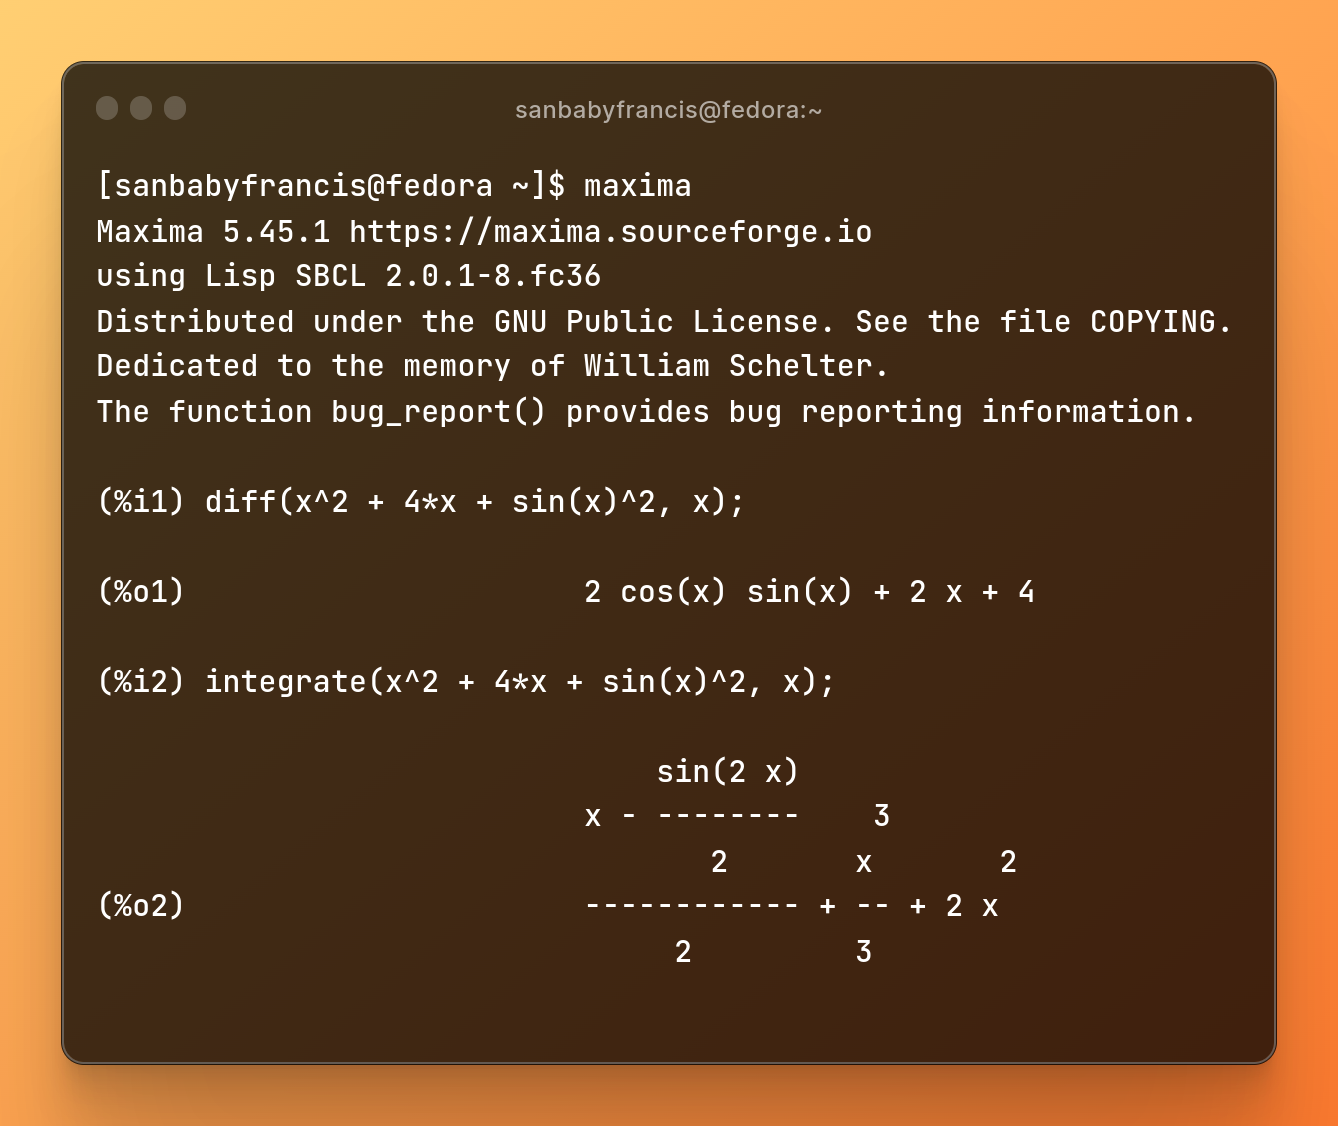 sanbabyfrancis@fedora:~
[sanbabyfrancis@fedora ~]$ maxima
Maxima 5.45.1 https://maxima.sourceforge.io
using Lisp SBCL 2.0.1-8.fc36
Distributed under the GNU Public License. See the file COPYING.
Dedicated to the memory of William Schelter.
The function bug_report() provides bug reporting information.

(%i1) diff(x^2 + 4*x + sin(x)^2, x);

(%o1)                      2 cos(x) sin(x) + 2 x + 4

(%i2) integrate(x^2 + 4*x + sin(x)^2, x);

                               sin(2 x)
                           x - --------    3
                                  2       x       2
(%o2)                      ------------ + -- + 2 x
                                2         3